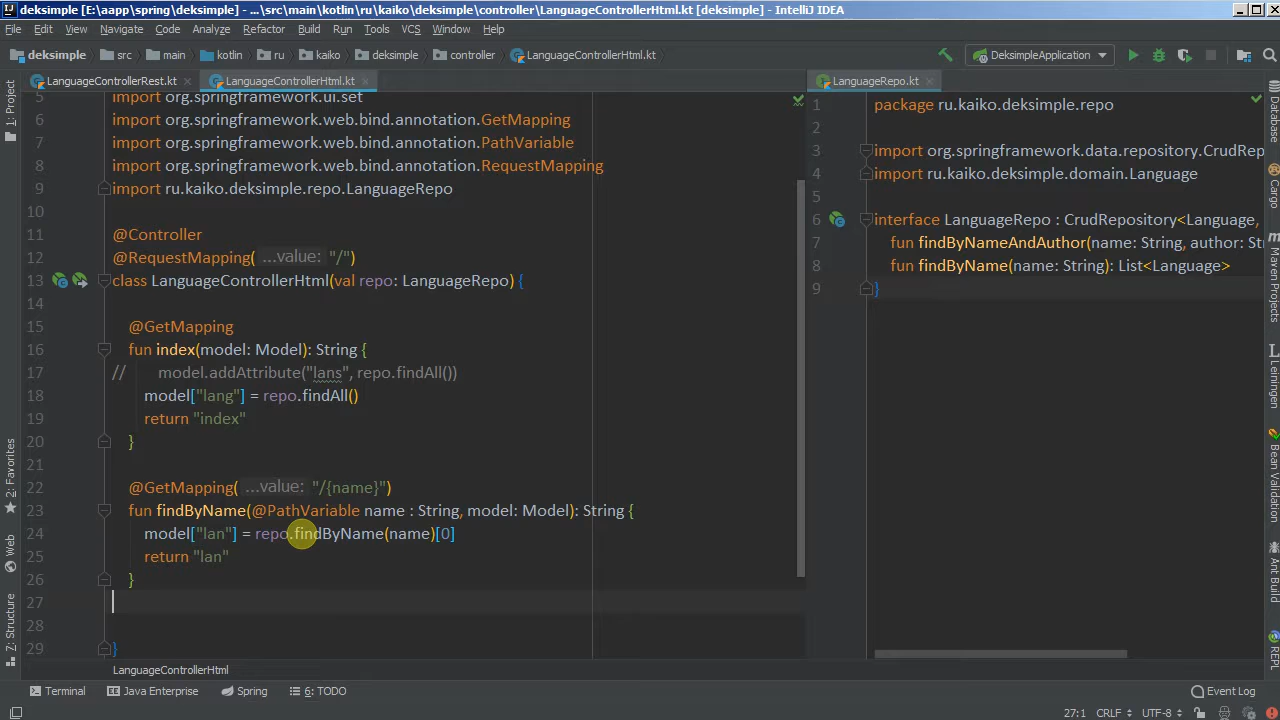 deksimple [E:\aapp\spring\deksimple] - ...\src\main\kotlin\ru\kaiko\deksimple\controller\LanguageControllerHtml.kt [deksimple] - IntelliJ IDEA
File Edit View Navigate Code Analyze Refactor Build Run Tools VCS Window Help
deksimple src main kotlin ru kaiko deksimple controller LanguageControllerHtml.kt DeksimpleApplication
LanguageControllerRest.kt LanguageControllerHtml.kt LanguageRepo.kt
1: Project
2: Favorites
Web
7: Structure
5 import org.springframework.ui.set
6 import org.springframework.web.bind.annotation.GetMapping
7 import org.springframework.web.bind.annotation.PathVariable
8 import org.springframework.web.bind.annotation.RequestMapping
9 import ru.kaiko.deksimple.repo.LanguageRepo
10
11 @Controller
12 @RequestMapping( ...value: "/")
13 class LanguageControllerHtml(val repo: LanguageRepo) {
14
15 @GetMapping
16 fun index(model: Model): String {
17 // model.addAttribute("lans", repo.findAll())
18 model["lang"] = repo.findAll()
19 return "index"
20 }
21
22 @GetMapping( ...value: "/{name}")
23 fun findByName(@PathVariable name : String, model: Model): String {
24 model["lan"] = repo.findByName(name)[0]
25 return "lan"
26 }
27
28
29 }
LanguageControllerHtml
1 package ru.kaiko.deksimple.repo
2
3 import org.springframework.data.repository.CrudRep
4 import ru.kaiko.deksimple.domain.Language
5
6 interface LanguageRepo : CrudRepository<Language,
7 fun findByNameAndAuthor(name: String, author: St
8 fun findByName(name: String): List<Language>
9 }
Database
Cargo
Maven Projects
Leiningen
Bean Validation
Ant Build
REPL
Terminal Java Enterprise Spring 6: TODO Event Log
27:1 CRLF UTF-8